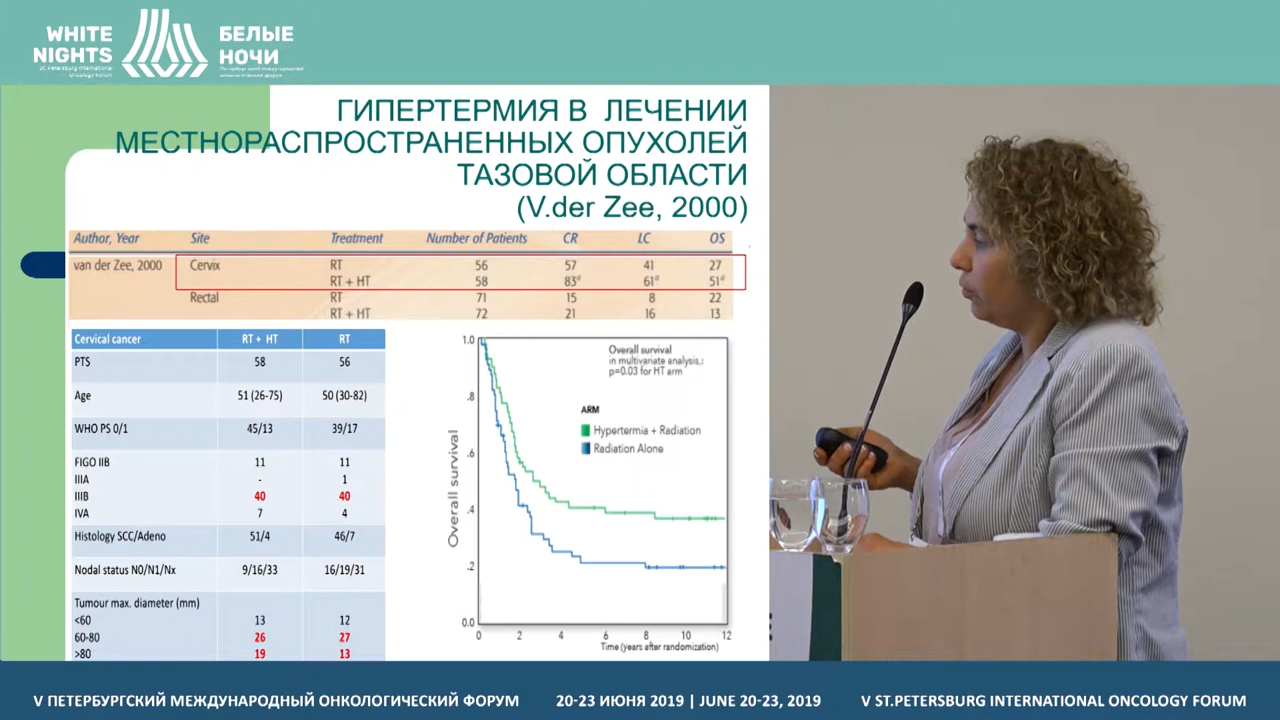 WHITE
NIGHTS
St. Petersburg International
Oncology Forum
БЕЛЫЕ
НОЧИ
Петербургский международный
онкологический форум
ГИПЕРТЕРМИЯ В ЛЕЧЕНИИ
МЕСТНОРАСПРОСТРАНЕННЫХ ОПУХОЛЕЙ
ТАЗОВОЙ ОБЛАСТИ
(V.der Zee, 2000)
Author, Year Site Treatment Number of Patients CR LC OS
van der Zee, 2000 Cervix RT 56 57 41 27
RT + HT 58 83ᵃ 61ᵃ 51ᵃ
Rectal RT 71 15 8 22
RT + HT 72 21 16 13
Cervical cancer RT + HT RT
PTS 58 56
Age 51 (26-75) 50 (30-82)
WHO PS 0/1 45/13 39/17
FIGO IIB 11 11
IIIA - 1
IIIB 40 40
IVA 7 4
Histology SCC/Adeno 51/4 46/7
Nodal status N0/N1/Nx 9/16/33 16/19/31
Tumour max. diameter (mm)
<60 13 12
60-80 26 27
>80 19 13
Overall survival
in multivariate analysis,:
p=0.03 for HT arm
ARM
Hypertermia + Radiation
Radiation Alone
Overall survival
1.0
.8
.6
.4
.2
0.0
0 2 4 6 8 10 12
Time (years after randomization)
V ПЕТЕРБУРГСКИЙ МЕЖДУНАРОДНЫЙ ОНКОЛОГИЧЕСКИЙ ФОРУМ 20-23 ИЮНЯ 2019 | JUNE 20-23, 2019 V ST.PETERSBURG INTERNATIONAL ONCOLOGY FORUM